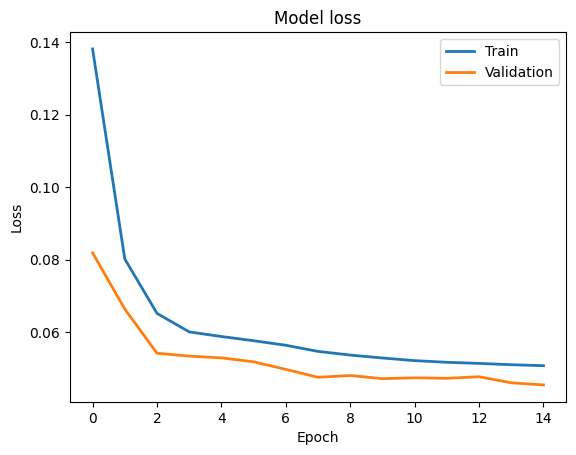 Model loss
0.14
0.12
0.10
0.08
0.06
Loss
Train
Validation
0 2 4 6 8 10 12 14
Epoch